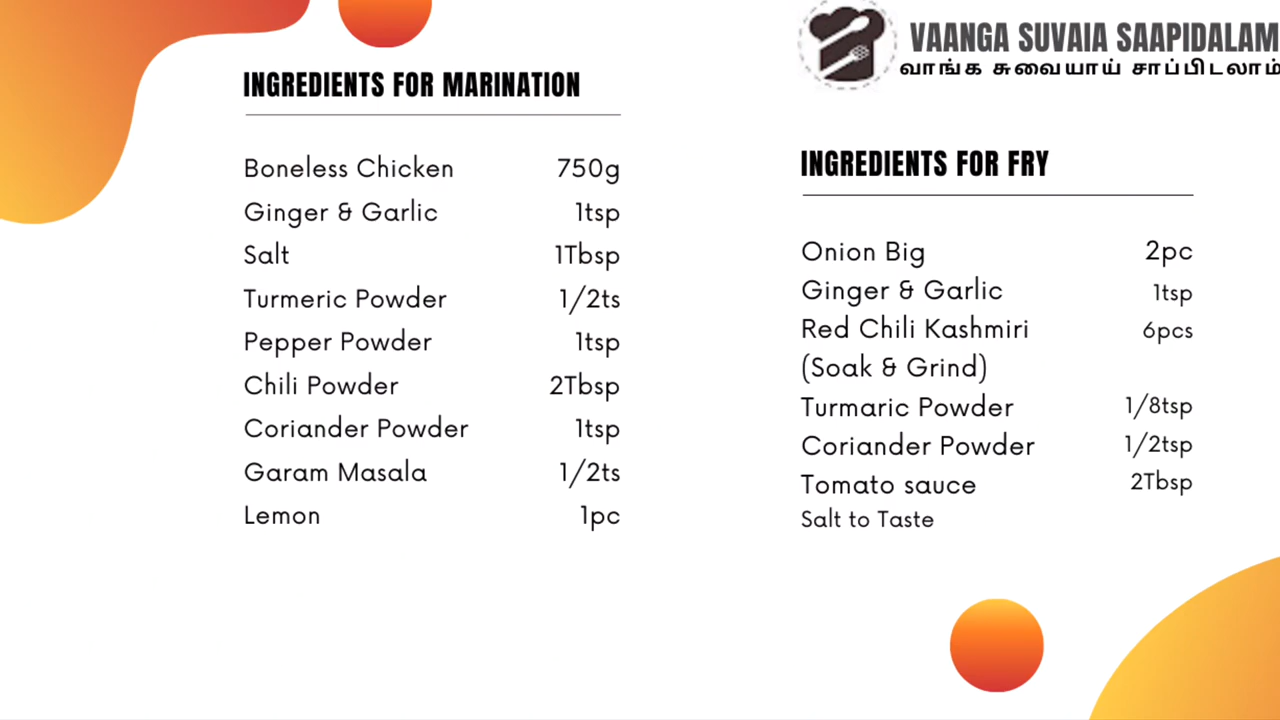 VAANGA SUVAIA SAAPIDALAM
வாங்க சுவையாய் சாப்பிடலாம்
INGREDIENTS FOR MARINATION
Boneless Chicken 750g
Ginger & Garlic 1tsp
Salt 1Tbsp
Turmeric Powder 1/2ts
Pepper Powder 1tsp
Chili Powder 2Tbsp
Coriander Powder 1tsp
Garam Masala 1/2ts
Lemon 1pc
INGREDIENTS FOR FRY
Onion Big 2pc
Ginger & Garlic 1tsp
Red Chili Kashmiri 6pcs
(Soak & Grind)
Turmaric Powder 1/8tsp
Coriander Powder 1/2tsp
Tomato sauce 2Tbsp
Salt to Taste